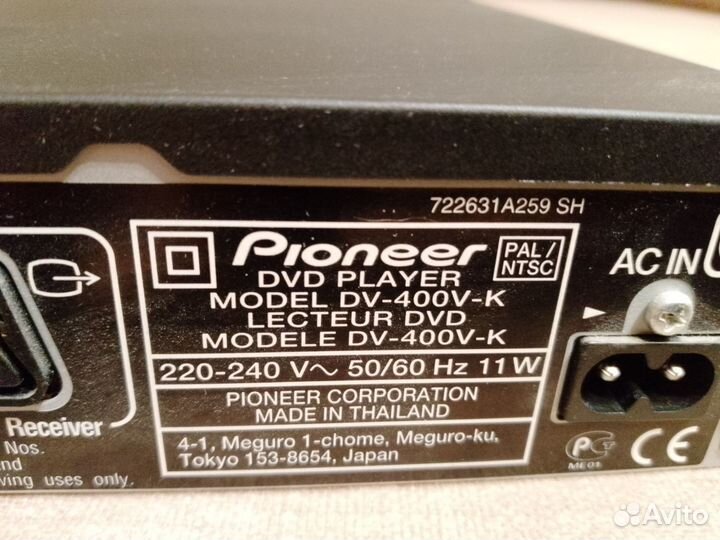 722631A259 SH
Pioneer
PAL/
NTSC
DVD PLAYER
MODEL DV-400V-K
LECTEUR DVD
MODELE DV-400V-K
220-240 V~ 50/60 Hz 11 W
PIONEER CORPORATION
MADE IN THAILAND
4-1, Meguro 1-chome, Meguro-ku,
Tokyo 153-8654, Japan
AC IN
Receiver
Nos.
and
wing uses only.
PG
ME01
CE
Avito